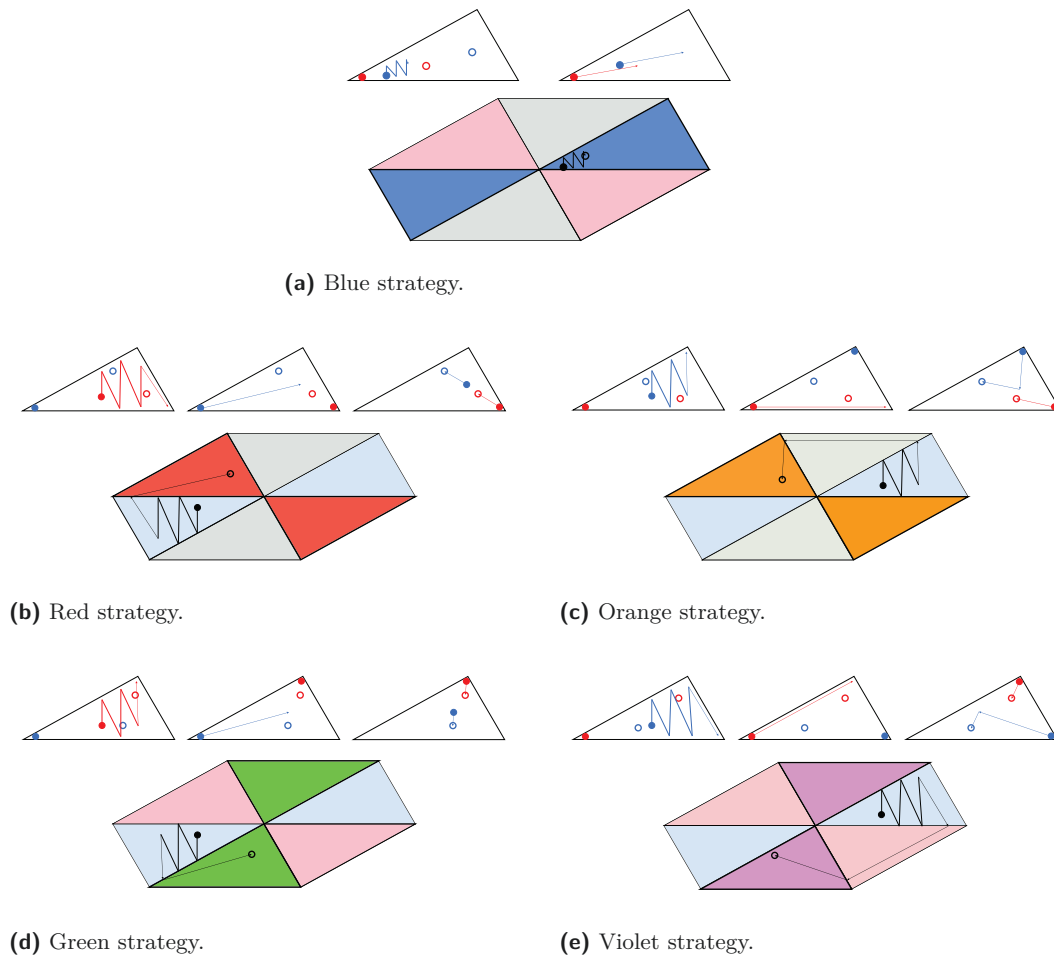 (a) Blue strategy.
(b) Red strategy.
(c) Orange strategy.
(d) Green strategy.
(e) Violet strategy.